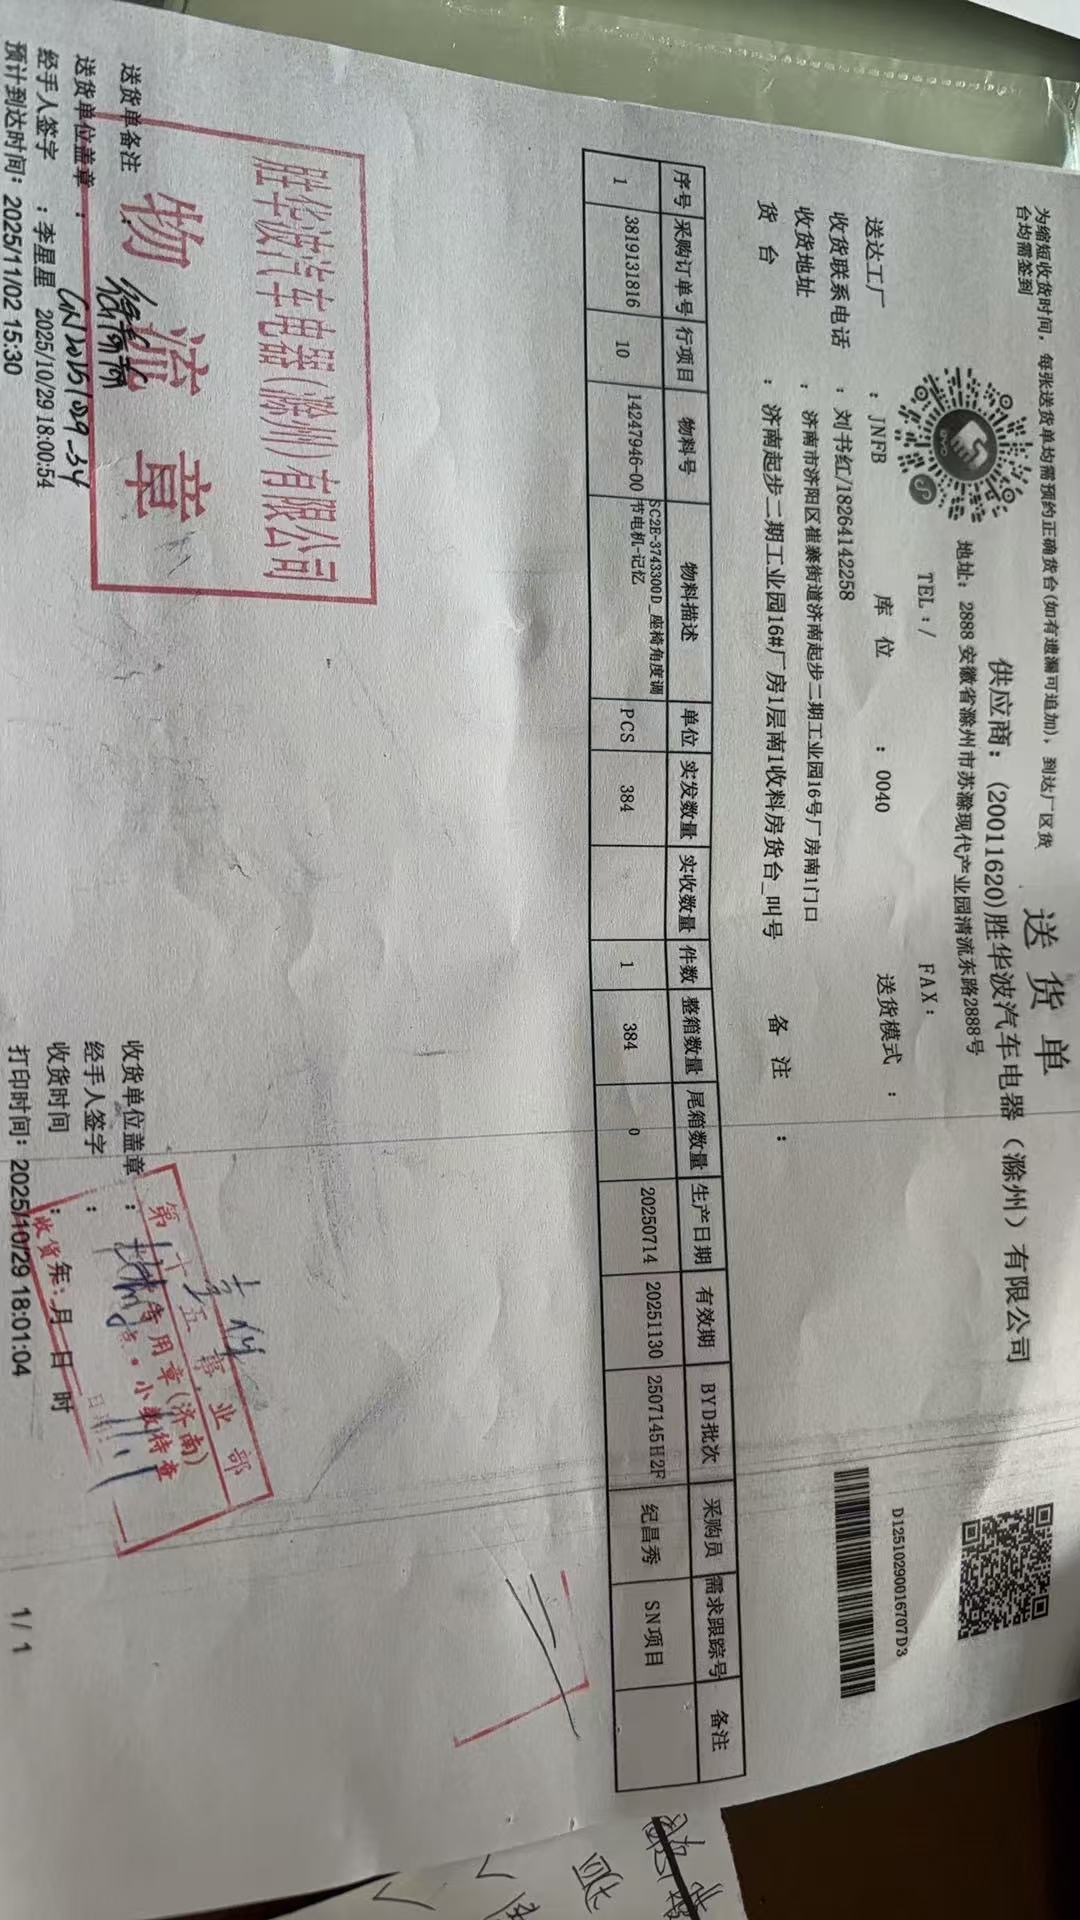 为缩短收货时间，每张送货单均需预约正确货台(如有遗漏可追加)，到达厂区货
台均需签到
送 货 单
供应商：(20011620)胜华波汽车电器（滁州）有限公司
地址：2888 安徽省滁州市苏滁现代产业园清流东路2888号
TEL：/ FAX：
D1251029001670​7D3
送达工厂 ：JNFB 库 位 ：0040 送货模式 ：
收货联系电话 ：刘书红/18264142258
收货地址 ：济南市济阳区崔寨街道济南起步二期工业园16号厂房南1门口
货 台 ：济南起步二期工业园16#厂房1层南1收料房货台_叫号 备 注 ：
序号 采购订单号 行项目 物料号 物料描述 单位 实发数量 实收数量 件数 整箱数量 尾箱数量 生产日期 有效期 BYD批次 采购员 需求跟踪号 备注
1 3819131816 10 14247946-00 SC2E-3743300D_座椅角度调节电机-记忆 PCS 384 1 384 0 20250714 20251130 2507145H2F 纪昌秀 SN项目
胜华波汽车电器(滁州)有限公司
物 流 章
送货单备注 :
送货单位盖章 ：
经手人签字 ：李星星 2025/10/29 18:00:54
预计到达时间：2025/11/02 15:30
收货单位盖章 ：
经手人签字 ：
收货时间 ： 年 月 日 时
打印时间：2025/10/29 18:01:04
1/ 1
第十五事业部
专用章(济南)
小数待查